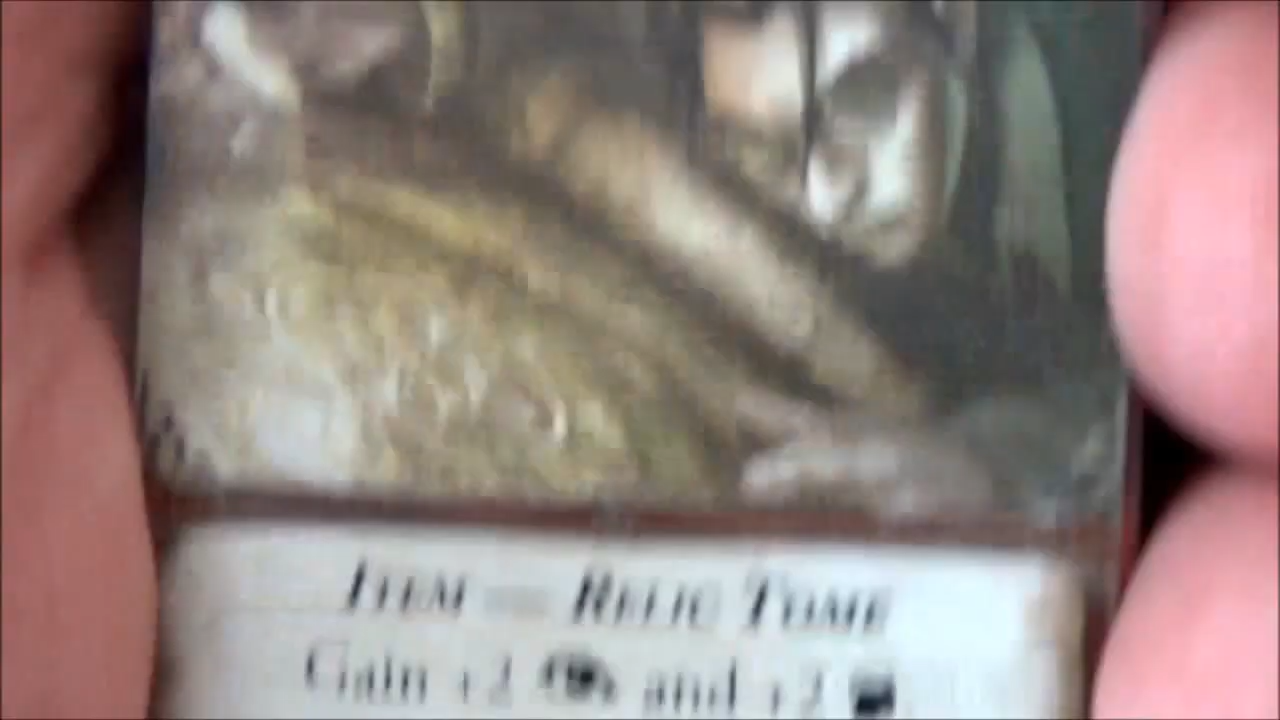 ITEM — RELIC TOME
Gain +2 and +2